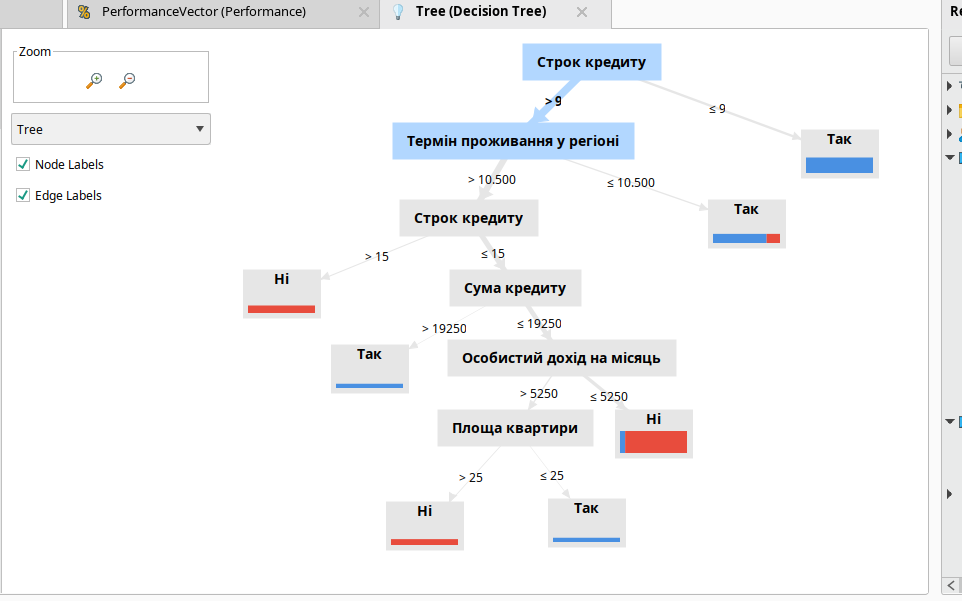 PerformanceVector (Performance)
Tree (Decision Tree)
Re
Zoom
Tree
Node Labels
Edge Labels
Строк кредиту
> 9
≤ 9
Термін проживання у регіоні
Так
> 10.500
≤ 10.500
Строк кредиту
Так
> 15
≤ 15
Ні
Сума кредиту
> 19250
≤ 19250
Так
Особистий дохід на місяць
> 5250
≤ 5250
Площа квартири
Ні
> 25
≤ 25
Ні
Так